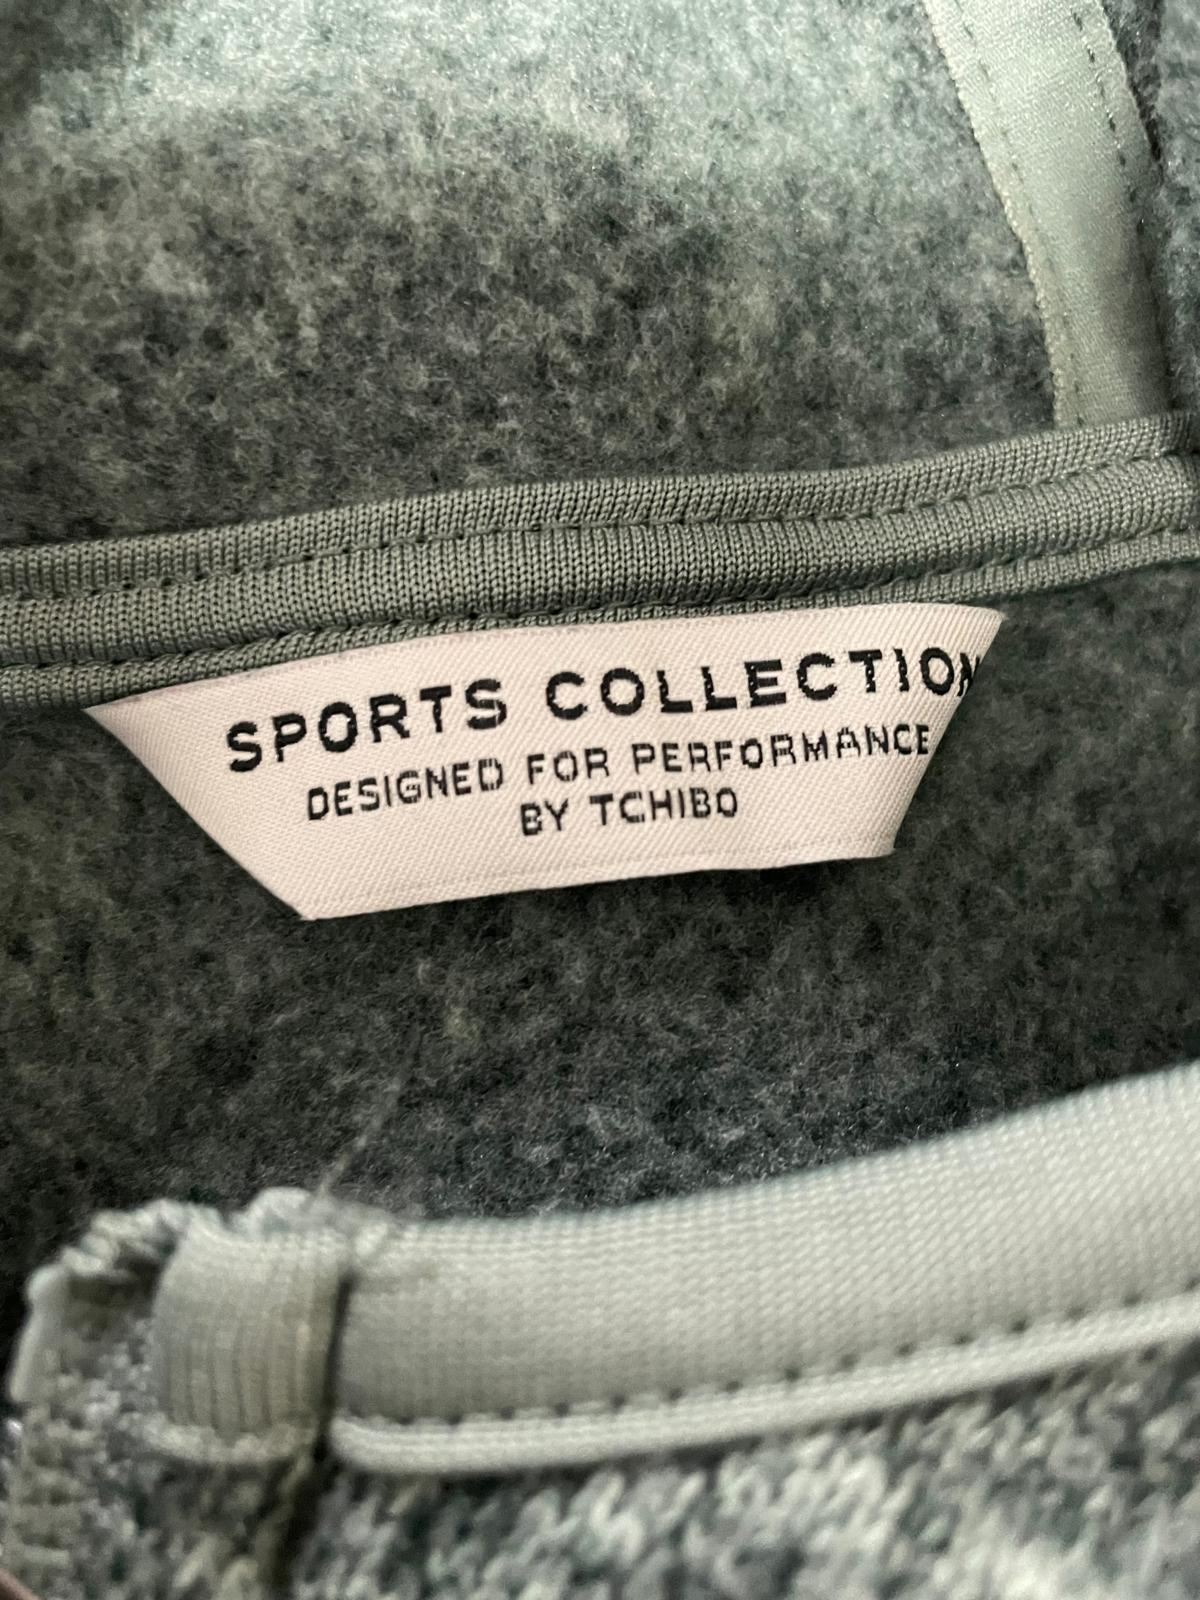 SPORTS COLLECTION
DESIGNED FOR PERFORMANCE
BY TCHIBO